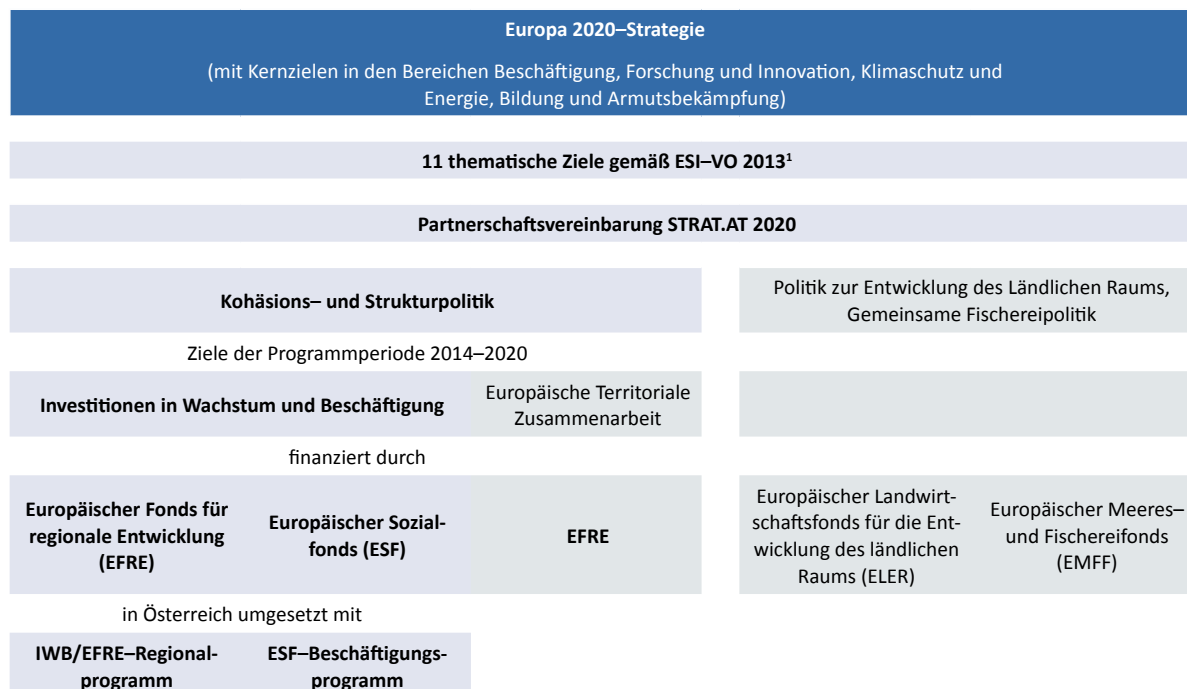 Europa 2020–Strategie
(mit Kernzielen in den Bereichen Beschäftigung, Forschung und Innovation, Klimaschutz und
Energie, Bildung und Armutsbekämpfung)
11 thematische Ziele gemäß ESI–VO 2013¹
Partnerschaftsvereinbarung STRAT.AT 2020
Kohäsions– und Strukturpolitik
Politik zur Entwicklung des Ländlichen Raums,
Gemeinsame Fischereipolitik
Ziele der Programmperiode 2014–2020
Investitionen in Wachstum und Beschäftigung
Europäische Territoriale
Zusammenarbeit
finanziert durch
Europäischer Fonds für
regionale Entwicklung
(EFRE)
Europäischer Sozial-
fonds (ESF)
EFRE
Europäischer Landwirt-
schaftsfonds für die Ent-
wicklung des ländlichen
Raums (ELER)
Europäischer Meeres–
und Fischereifonds
(EMFF)
in Österreich umgesetzt mit
IWB/EFRE–Regional-
programm
ESF–Beschäftigungs-
programm